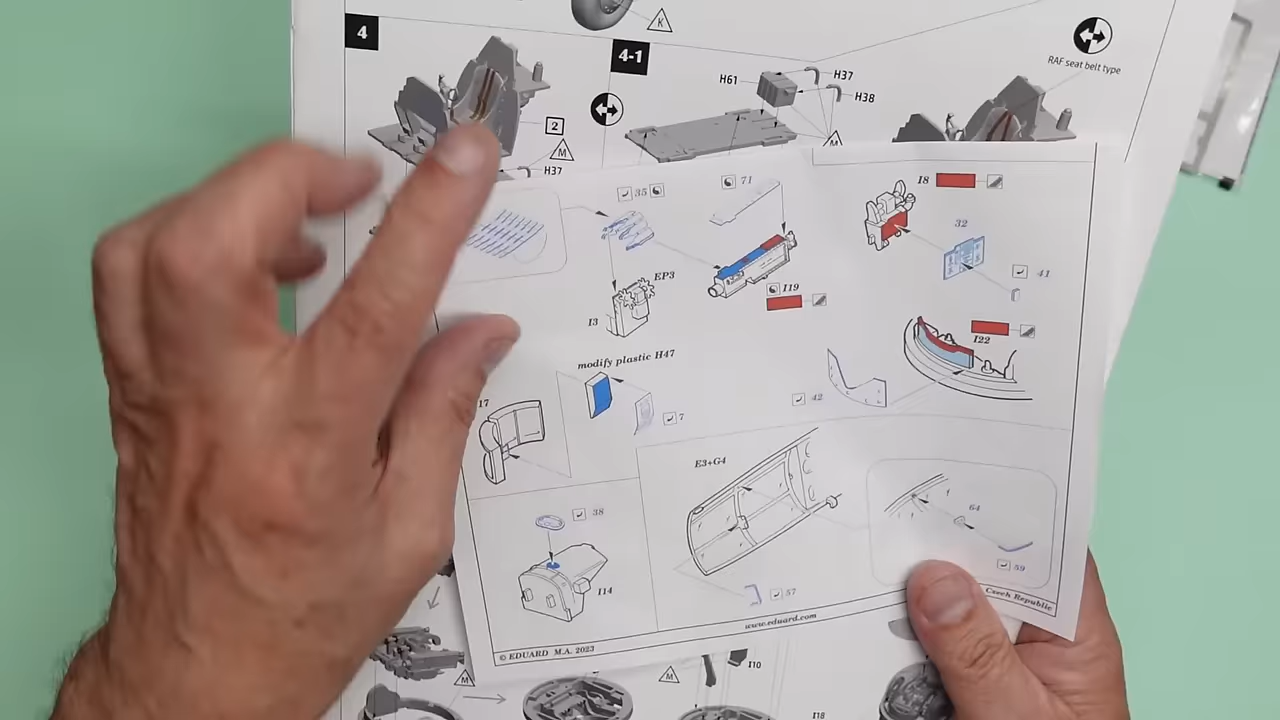 K
4
4-1
H61
H37
H38
RAF seat belt type
2
M
M
H37
35
71
I8
32
41
EP3
I19
I3
I22
modify plastic H47
17
7
42
E3+G4
64
38
59
I14
57
Czech Republic
www.eduard.com
© EDUARD M.A. 2023
I10
M
M
I18